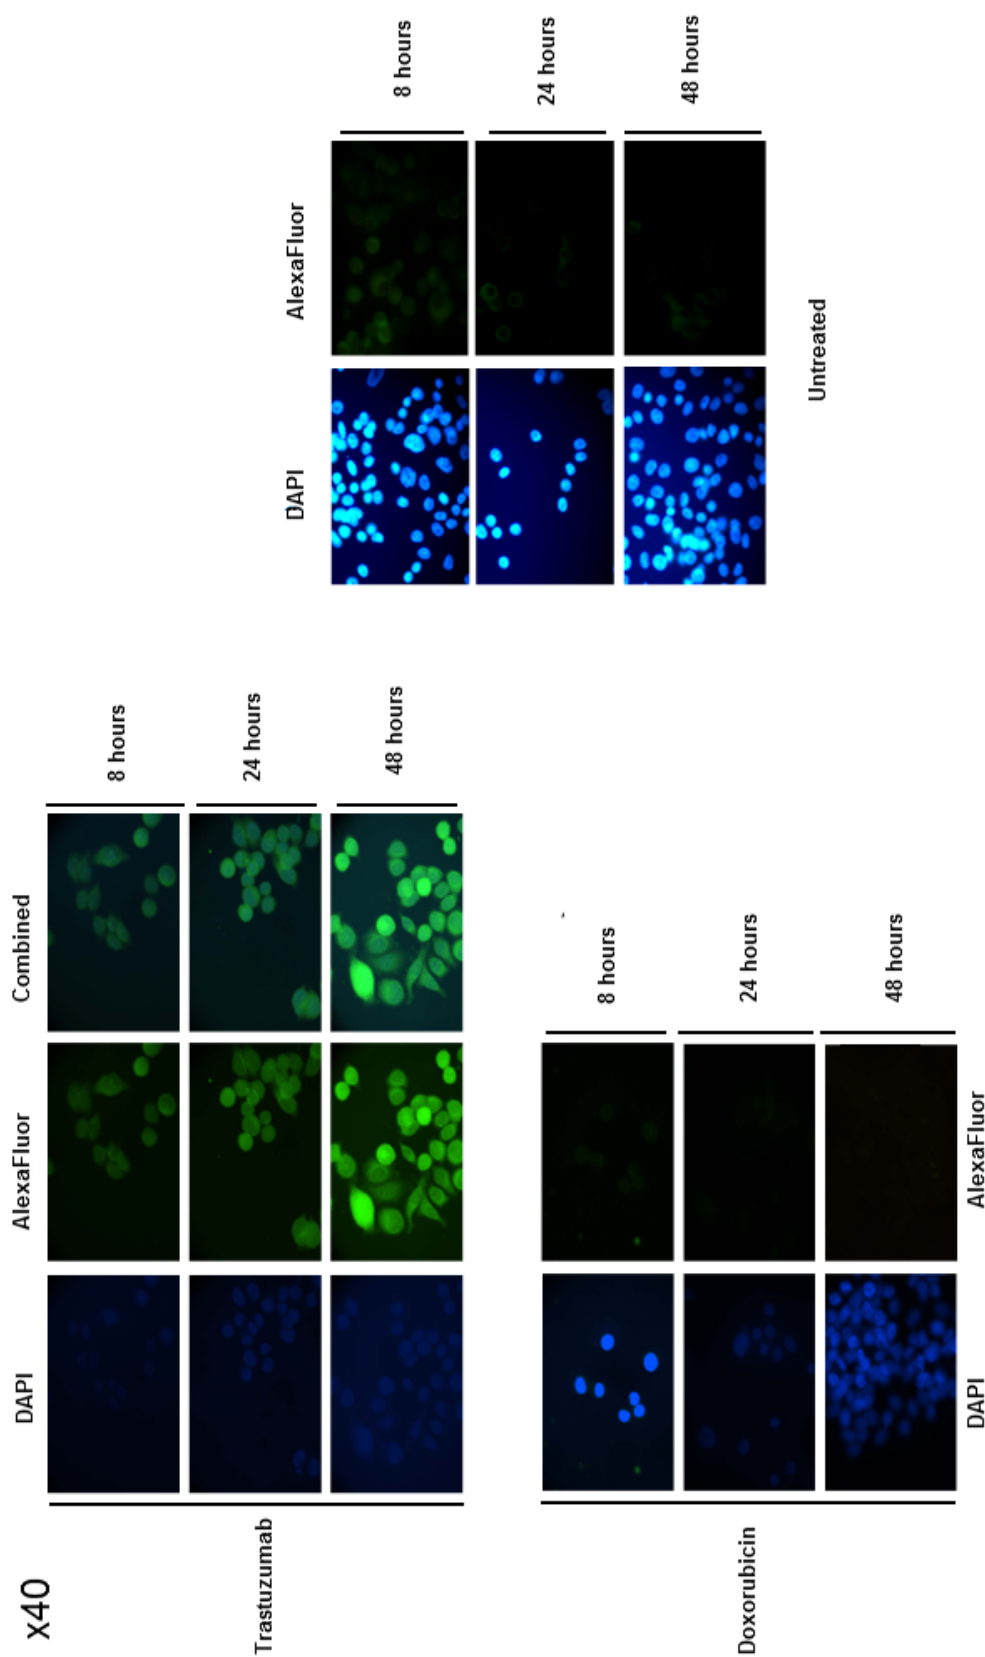 x40
DAPI
AlexaFluor
Combined
Trastuzumab
8 hours
24 hours
48 hours
DAPI
AlexaFluor
8 hours
24 hours
48 hours
Untreated
Doxorubicin
8 hours
24 hours
48 hours
DAPI
AlexaFluor